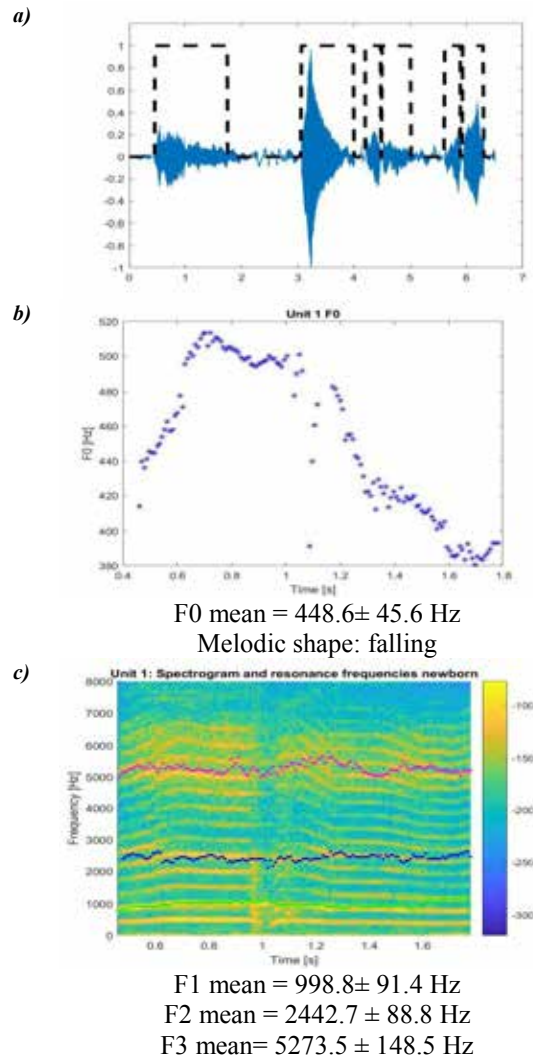 a)
1
0.8
0.6
0.4
0.2
0
-0.2
-0.4
-0.6
-0.8
-1
0 1 2 3 4 5 6 7
b)
Unit 1 F0
F0 [Hz]
520
500
480
460
440
420
400
380
0.4 0.6 0.8 1 1.2 1.4 1.6 1.8
Time [s]
F0 mean = 448.6± 45.6 Hz
Melodic shape: falling
c)
Unit 1: Spectrogram and resonance frequencies newborn
Frequency [Hz]
8000
7000
6000
5000
4000
3000
2000
1000
0
0.6 0.8 1 1.2 1.4 1.6
Time [s]
-100
-150
-200
-250
-300
F1 mean = 998.8± 91.4 Hz
F2 mean = 2442.7 ± 88.8 Hz
F3 mean= 5273.5 ± 148.5 Hz